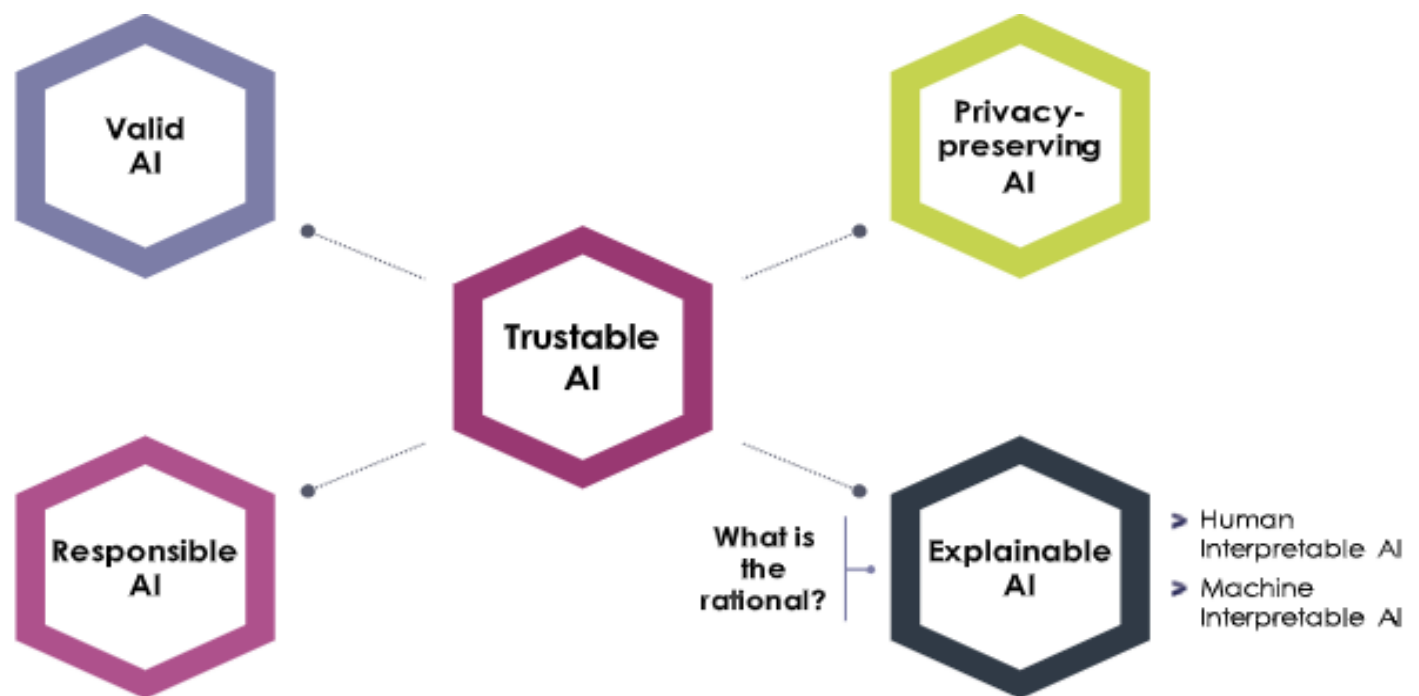 Valid
AI
Privacy-
preserving
AI
Trustable
AI
Responsible
AI
What is
the
rational?
Explainable
AI
> Human
Interpretable AI
> Machine
Interpretable AI